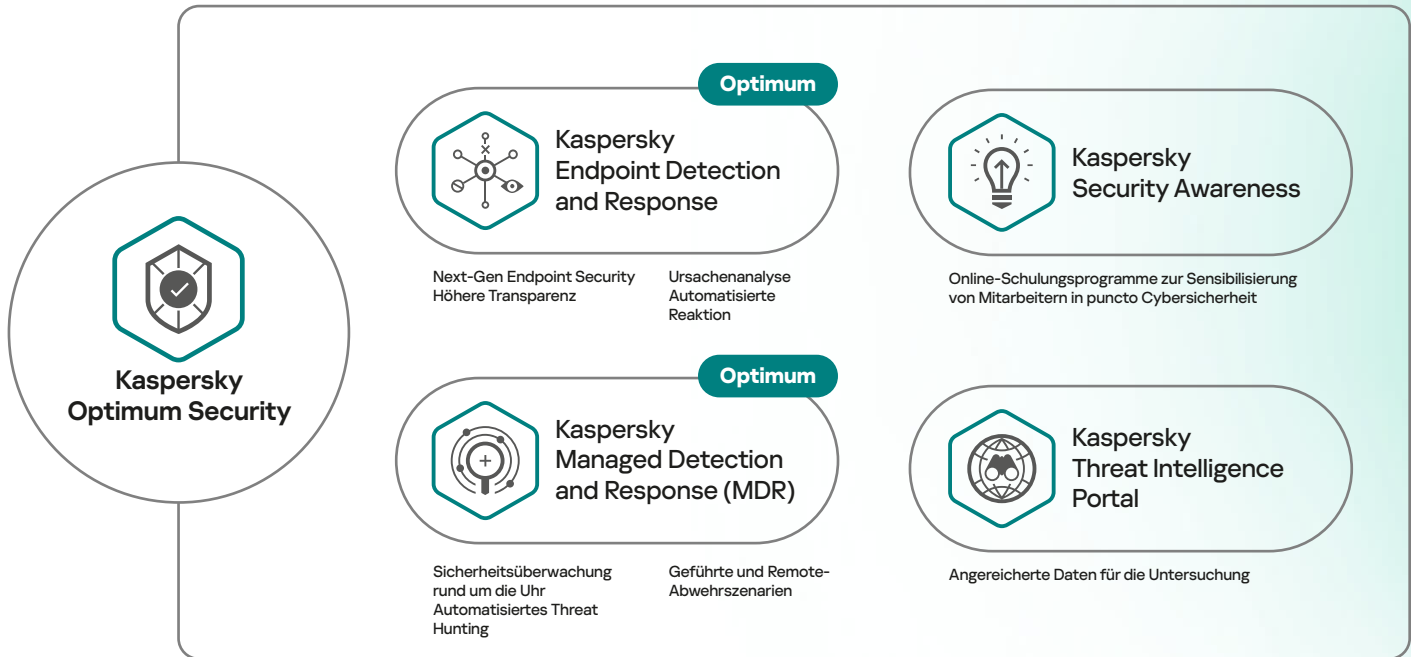 Kaspersky
Optimum Security
Optimum
Kaspersky
Endpoint Detection
and Response
Next-Gen Endpoint Security
Höhere Transparenz
Ursachenanalyse
Automatisierte
Reaktion
Kaspersky
Security Awareness
Online-Schulungsprogramme zur Sensibilisierung
von Mitarbeitern in puncto Cybersicherheit
Optimum
Kaspersky
Managed Detection
and Response (MDR)
Sicherheitsüberwachung
rund um die Uhr
Automatisiertes Threat
Hunting
Geführte und Remote-
Abwehrszenarien
Kaspersky
Threat Intelligence
Portal
Angereicherte Daten für die Untersuchung